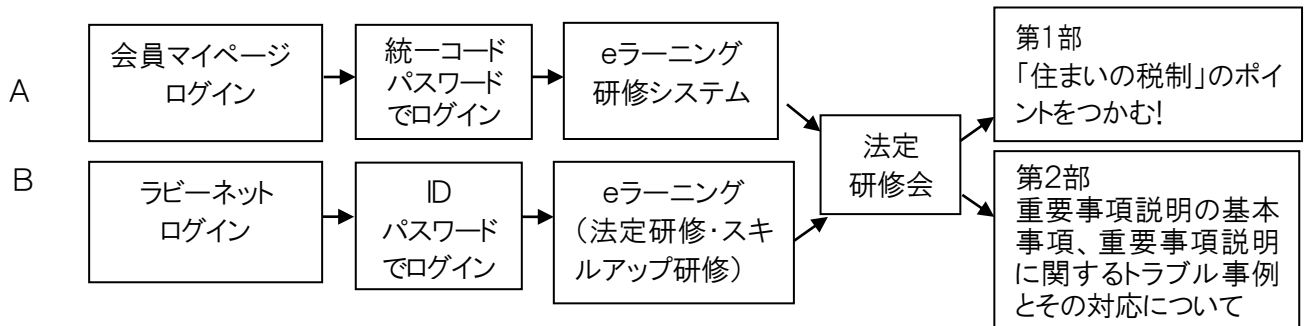 A
会員マイページ
ログイン
統一コード
パスワード
でログイン
eラーニング
研修システム
B
ラビーネット
ログイン
ID
パスワード
でログイン
eラーニング
(法定研修・スキ
ルアップ研修)
法定
研修会
第1部
「住まいの税制」のポイ
ントをつかむ!
第2部
重要事項説明の基本
事項、重要事項説明
に関するトラブル事例
とその対応について